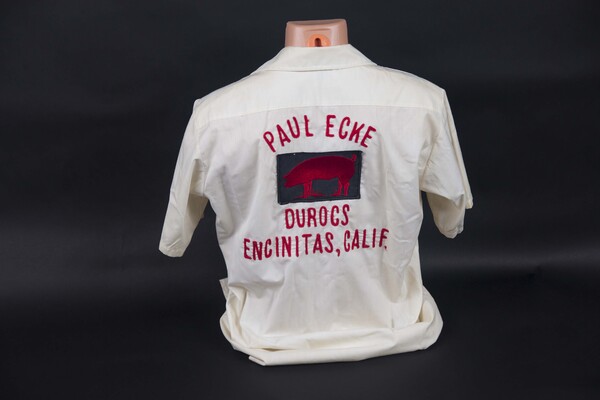 PAUL ECKE
DUROCS
ENCINITAS, CALIF.